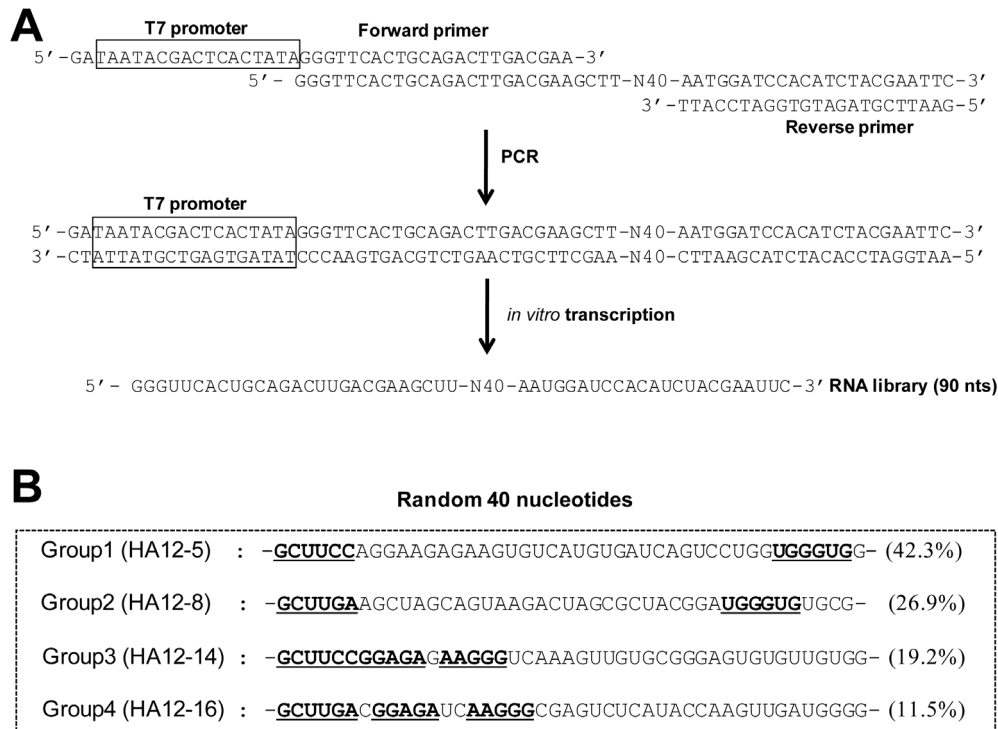 A
T7 promoter Forward primer
5'-GATAATACGACTCACTATAGGGTTCACTGCAGACTTGACGAA-3'
5'- GGGTTCACTGCAGACTTGACGAAGCTT-N40-AATGGATCCACATCTACGAATTC-3'
3'-TTACCTAGGTGTAGATGCTTAAG-5'
Reverse primer
PCR
T7 promoter
5'-GATAATACGACTCACTATAGGGTTCACTGCAGACTTGACGAAGCTT-N40-AATGGATCCACATCTACGAATTC-3'
3'-CTATTATGCTGAGTGATATCCCAAGTGACGTCTGAACTGCTTCGAA-N40-CTTAAGCATCTACACCTAGGTAA-5'
in vitro transcription
5'- GGGUUCACUGCAGACUUGACGAAGCUU-N40-AAUGGAUCCACAUCUACGAAUUC-3' RNA library (90 nts)
B
Random 40 nucleotides
Group1 (HA12-5) : -GCUUCCAGGAAGAGAAGUGUCAUGUGAUCAGUCCUGGUGGGUGG- (42.3%)
Group2 (HA12-8) : -GCUUGAAGCUAGCAGUAAGACUAGCGCUACGGAUGGGUGUGCG- (26.9%)
Group3 (HA12-14) : -GCUUCCGGAGAGAAGGGUCAAAGUUGUGCGGGAGUGUGUUGUGG- (19.2%)
Group4 (HA12-16) : -GCUUGACGGAGAUCAAGGGCGAGUCUCAUACCAAGUUGAUGGGG- (11.5%)